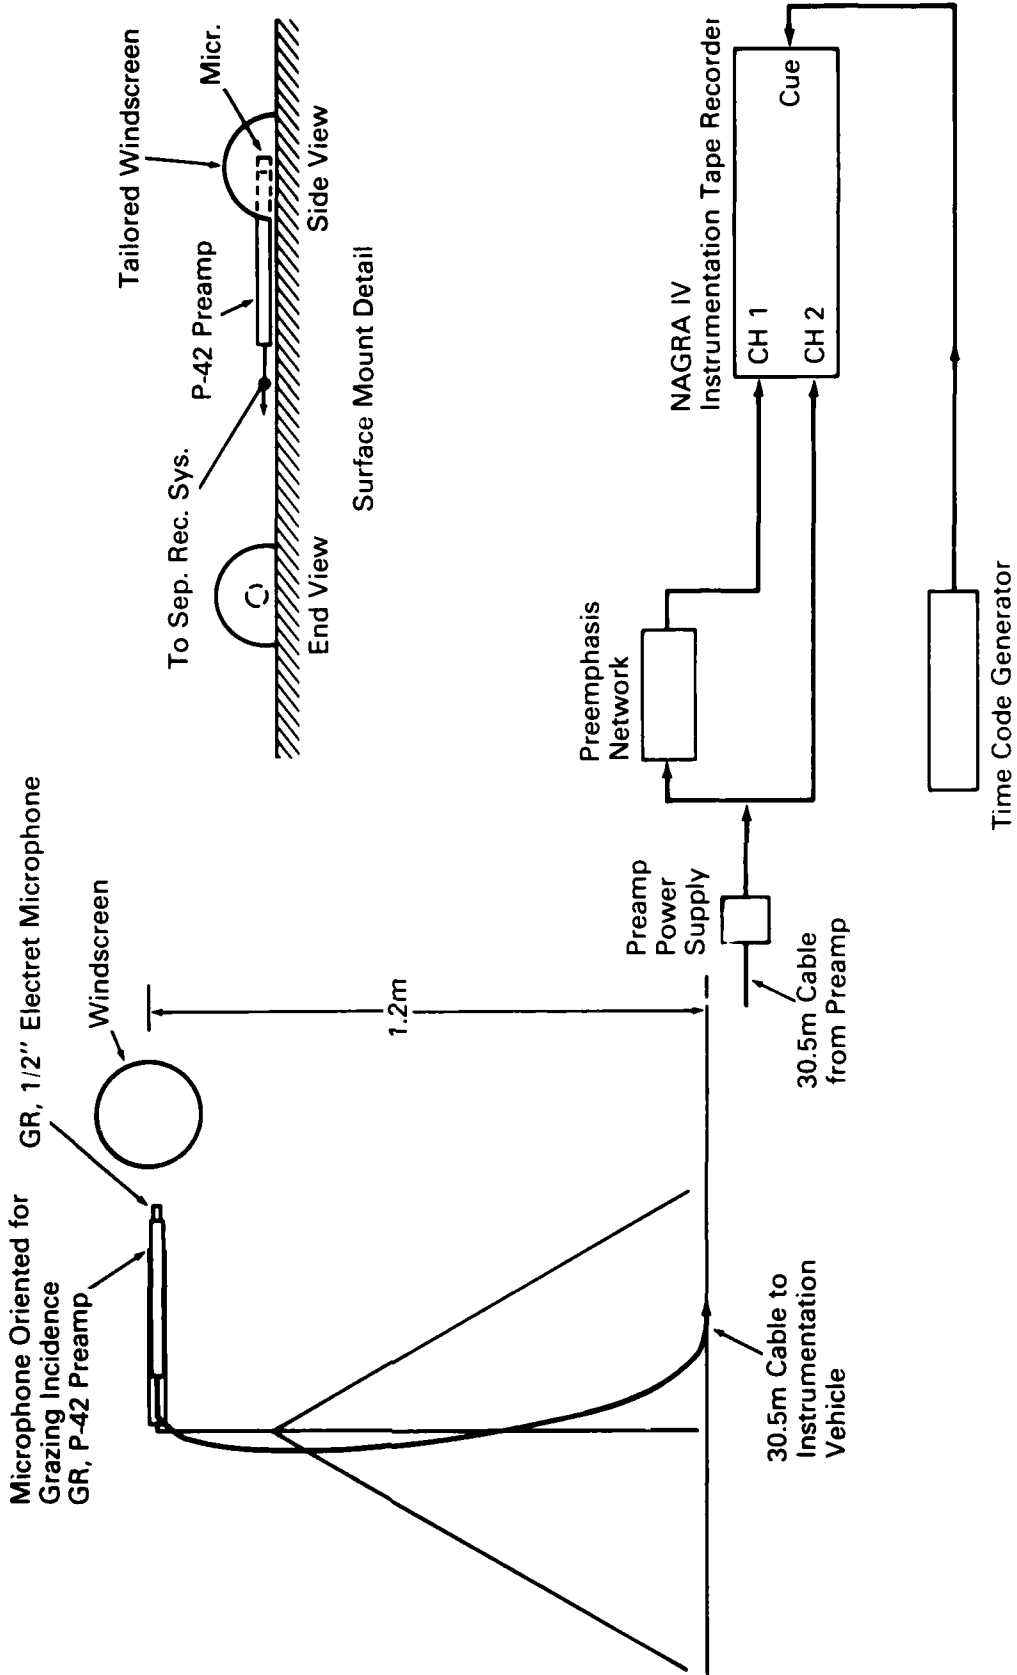 Microphone Oriented for
Grazing Incidence
GR, P-42 Preamp
GR, 1/2" Electret Microphone
Windscreen
1.2m
30.5m Cable to
Instrumentation
Vehicle
Tailored Windscreen
P-42 Preamp
Micr.
To Sep. Rec. Sys.
End View
Side View
Surface Mount Detail
Preamp
Power
Supply
30.5m Cable
from Preamp
Preemphasis
Network
NAGRA IV
Instrumentation Tape Recorder
CH 1
CH 2
Cue
Time Code Generator